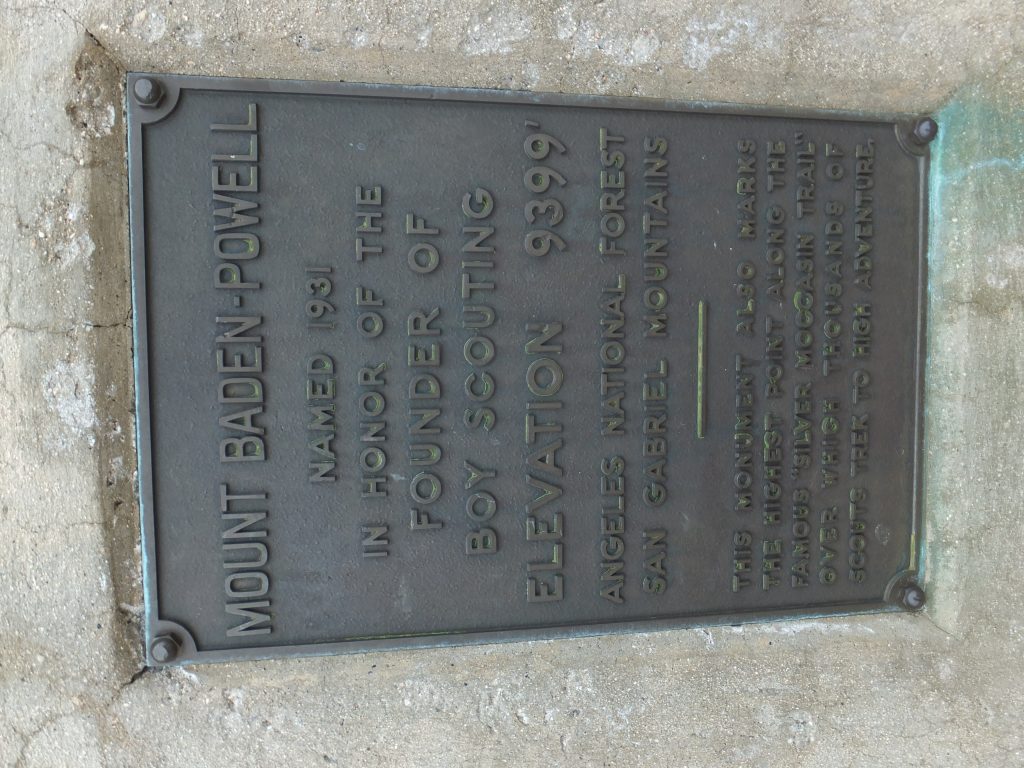 MOUNT BADEN-POWELL
NAMED 1931
IN HONOR OF THE
FOUNDER OF
BOY SCOUTING
ELEVATION 9399'
ANGELES NATIONAL FOREST
SAN GABRIEL MOUNTAINS
THIS MONUMENT ALSO MARKS
THE HIGHEST POINT ALONG THE
FAMOUS "SILVER MOCCASIN TRAIL"
OVER WHIGH THOUSANDS OF
SCOUTS TREK TO HIGH ADVENTURE.